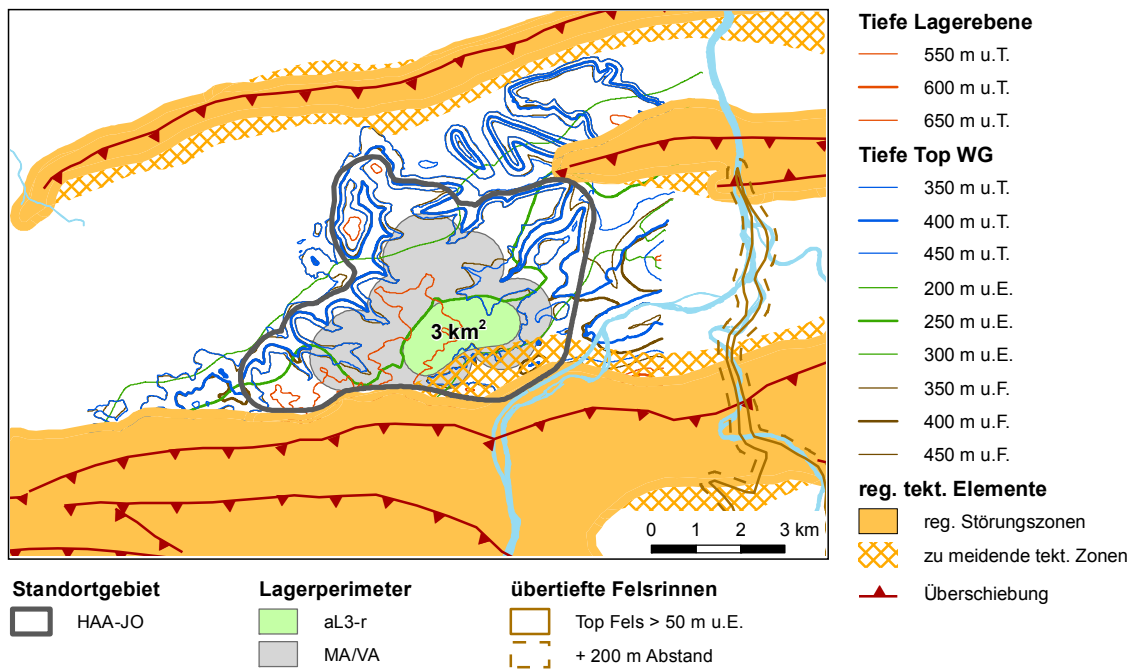 3 km²
0 1 2 3 km
Tiefe Lagerebene
550 m u.T.
600 m u.T.
650 m u.T.
Tiefe Top WG
350 m u.T.
400 m u.T.
450 m u.T.
200 m u.E.
250 m u.E.
300 m u.E.
350 m u.F.
400 m u.F.
450 m u.F.
reg. tekt. Elemente
reg. Störungszonen
zu meidende tekt. Zonen
Überschiebung
Standortgebiet
HAA-JO
Lagerperimeter
aL3-r
MA/VA
übertiefte Felsrinnen
Top Fels > 50 m u.E.
+ 200 m Abstand